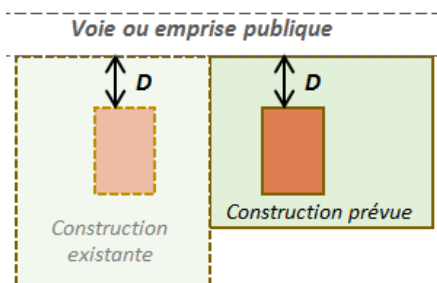 Voie ou emprise publique
D
D
Construction prévue
Construction
existante